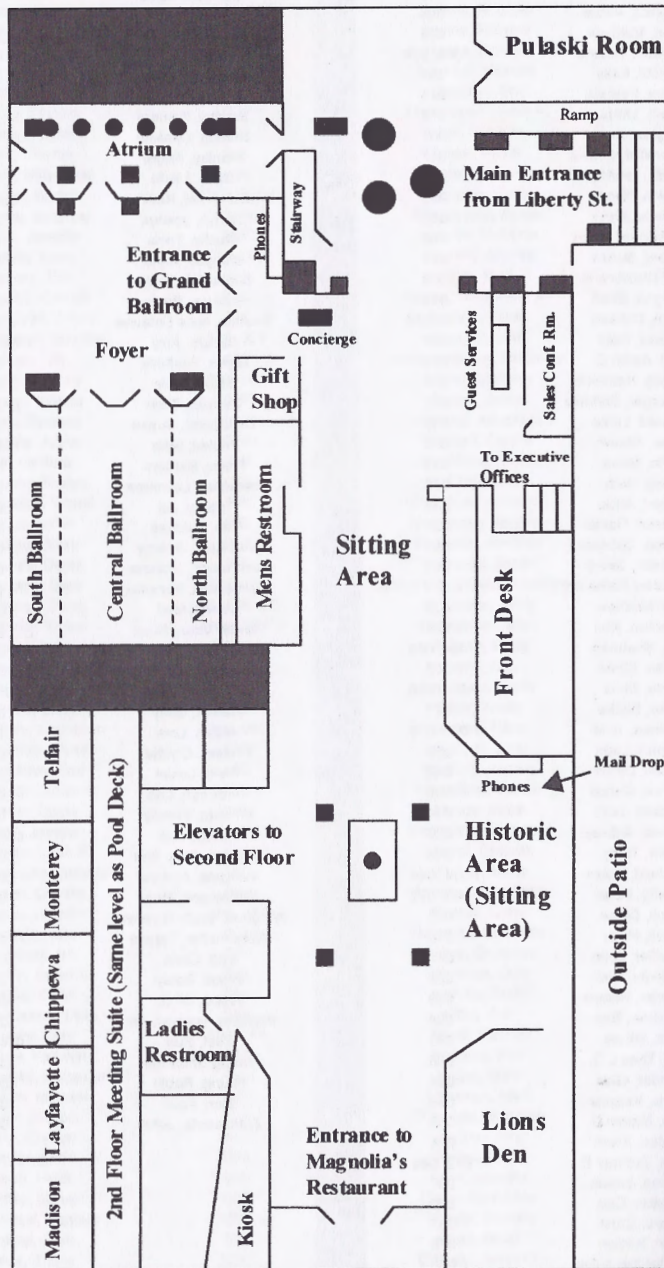 Pulaski Room
Ramp
Atrium
Main Entrance
from Liberty St.
Phones
Stairway
Entrance
to Grand
Ballroom
Foyer
Concierge
Gift
Shop
Guest Services
Sales Conf. Rm.
To Executive
Offices
South Ballroom
Central Ballroom
North Ballroom
Mens Restroom
Sitting
Area
Front Desk
Mail Drop
Phones
Telfair
Monterey
Chippewa
Layfayette
Madison
2nd Floor Meeting Suite (Same level as Pool Deck)
Elevators to
Second Floor
Historic
Area
(Sitting
Area)
Outside Patio
Ladies
Restroom
Kiosk
Entrance to
Magnolia's
Restaurant
Lions
Den